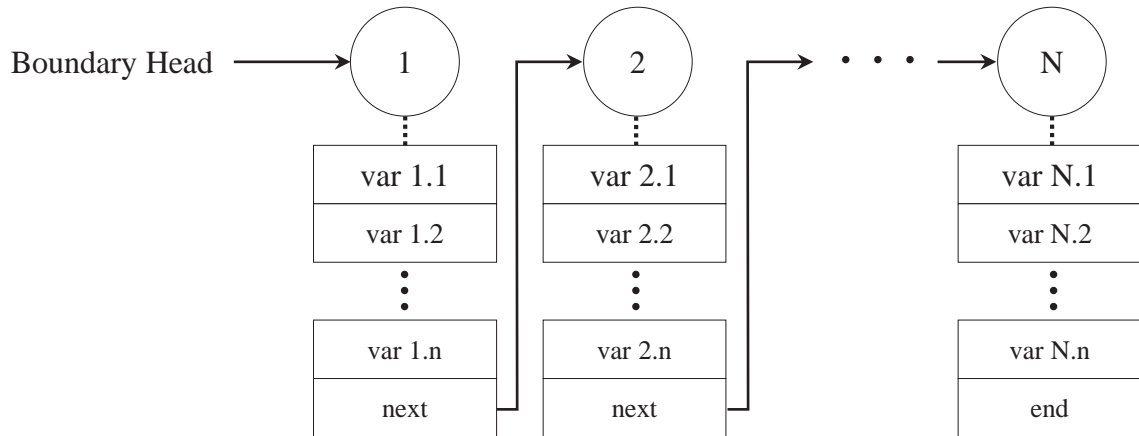 Boundary Head 1 2 . . . N
var 1.1 var 2.1 var N.1
var 1.2 var 2.2 var N.2
var 1.n var 2.n var N.n
next next end